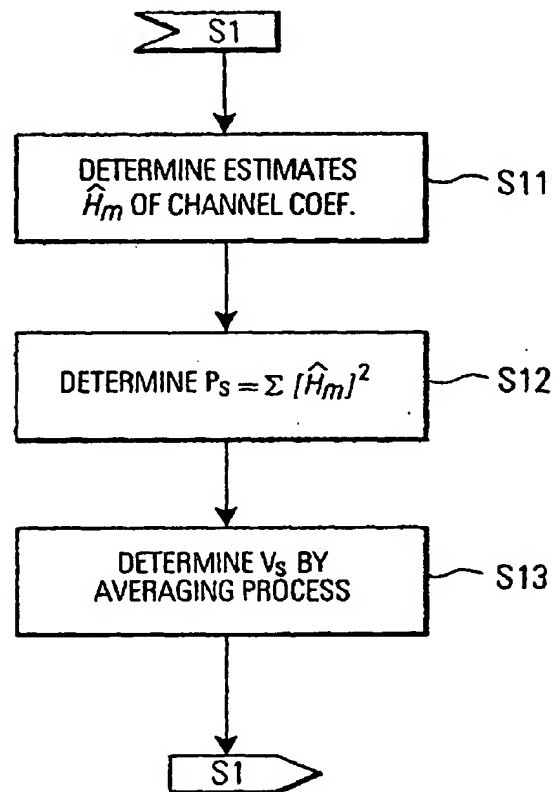 S1
DETERMINE ESTIMATES
Ĥm OF CHANNEL COEF.
S11
DETERMINE PS = Σ [Ĥm]²
S12
DETERMINE VS BY
AVERAGING PROCESS
S13
S1